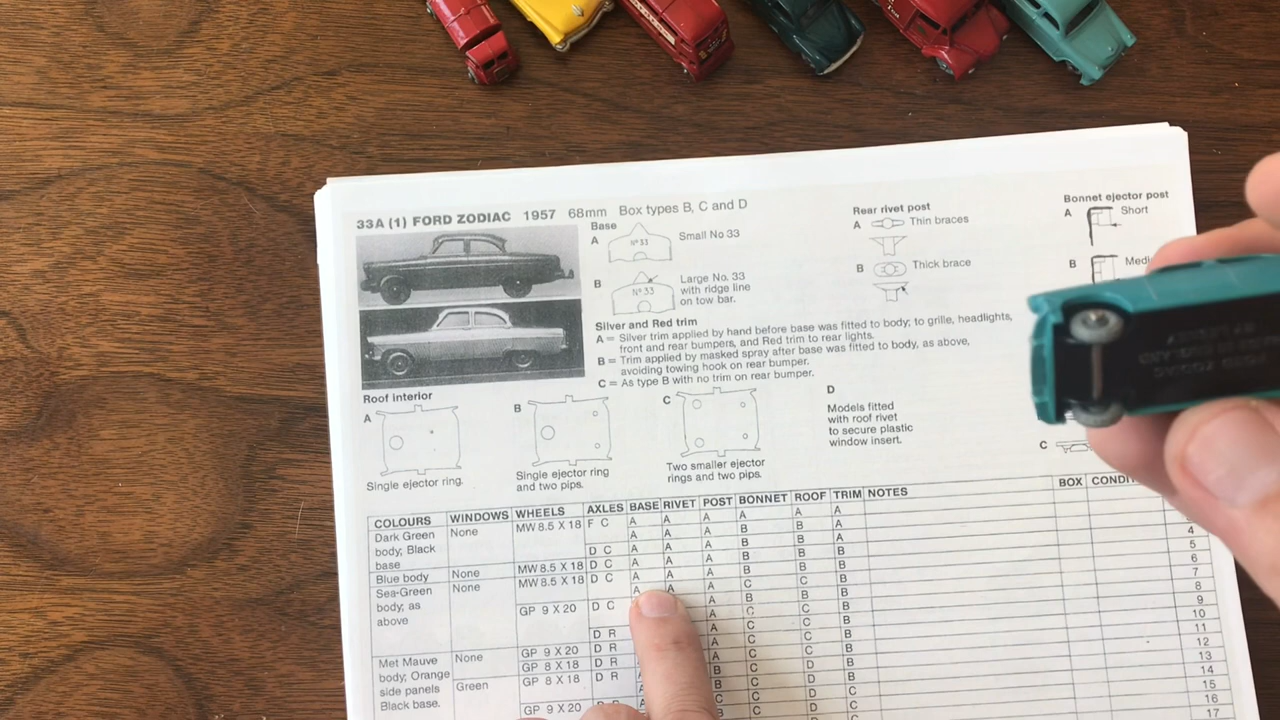 33A (1) FORD ZODIAC 1957 68mm Box types B, C and D
Base
A Small No 33
Nº 33
B Large No. 33
with ridge line
on tow bar.
Nº 33
Rear rivet post
A Thin braces
B Thick brace
Bonnet ejector post
A Short
B
Silver and Red trim
A = Silver trim applied by hand before base was fitted to body; to grille, headlights,
front and rear bumpers, and Red trim to rear lights.
B = Trim applied by masked spray after base was fitted to body, as above,
avoiding towing hook on rear bumper.
C = As type B with no trim on rear bumper.
Roof interior
A Single ejector ring.
B Single ejector ring
and two pips.
C Two smaller ejector
rings and two pips.
D
Models fitted
with roof rivet
to secure plastic
window insert.
C
COLOURS WINDOWS WHEELS AXLES BASE RIVET POST BONNET ROOF TRIM NOTES BOX
Dark Green None MW 8.5 X 18 F C A A A A A A
body; Black A A A B B A 4
base D C A A A B B A 5
Blue body None MW 8.5 X 18 D C A A A B B B 6
Sea-Green None MW 8.5 X 18 D C A A A B B B 7
body; as A A A C C B 8
above GP 9 X 20 D C A B B B 9
A C C B 10
D R A C C B 11
GP 9 X 20 D R A C C B 12
Met Mauve None GP 8 X 18 D R A C C B 13
body; Orange Green GP 8 X 18 D R B C D B 14
side panels B C D C 15
Black base. GP 9 X 20 C C D B 16
C D C 17